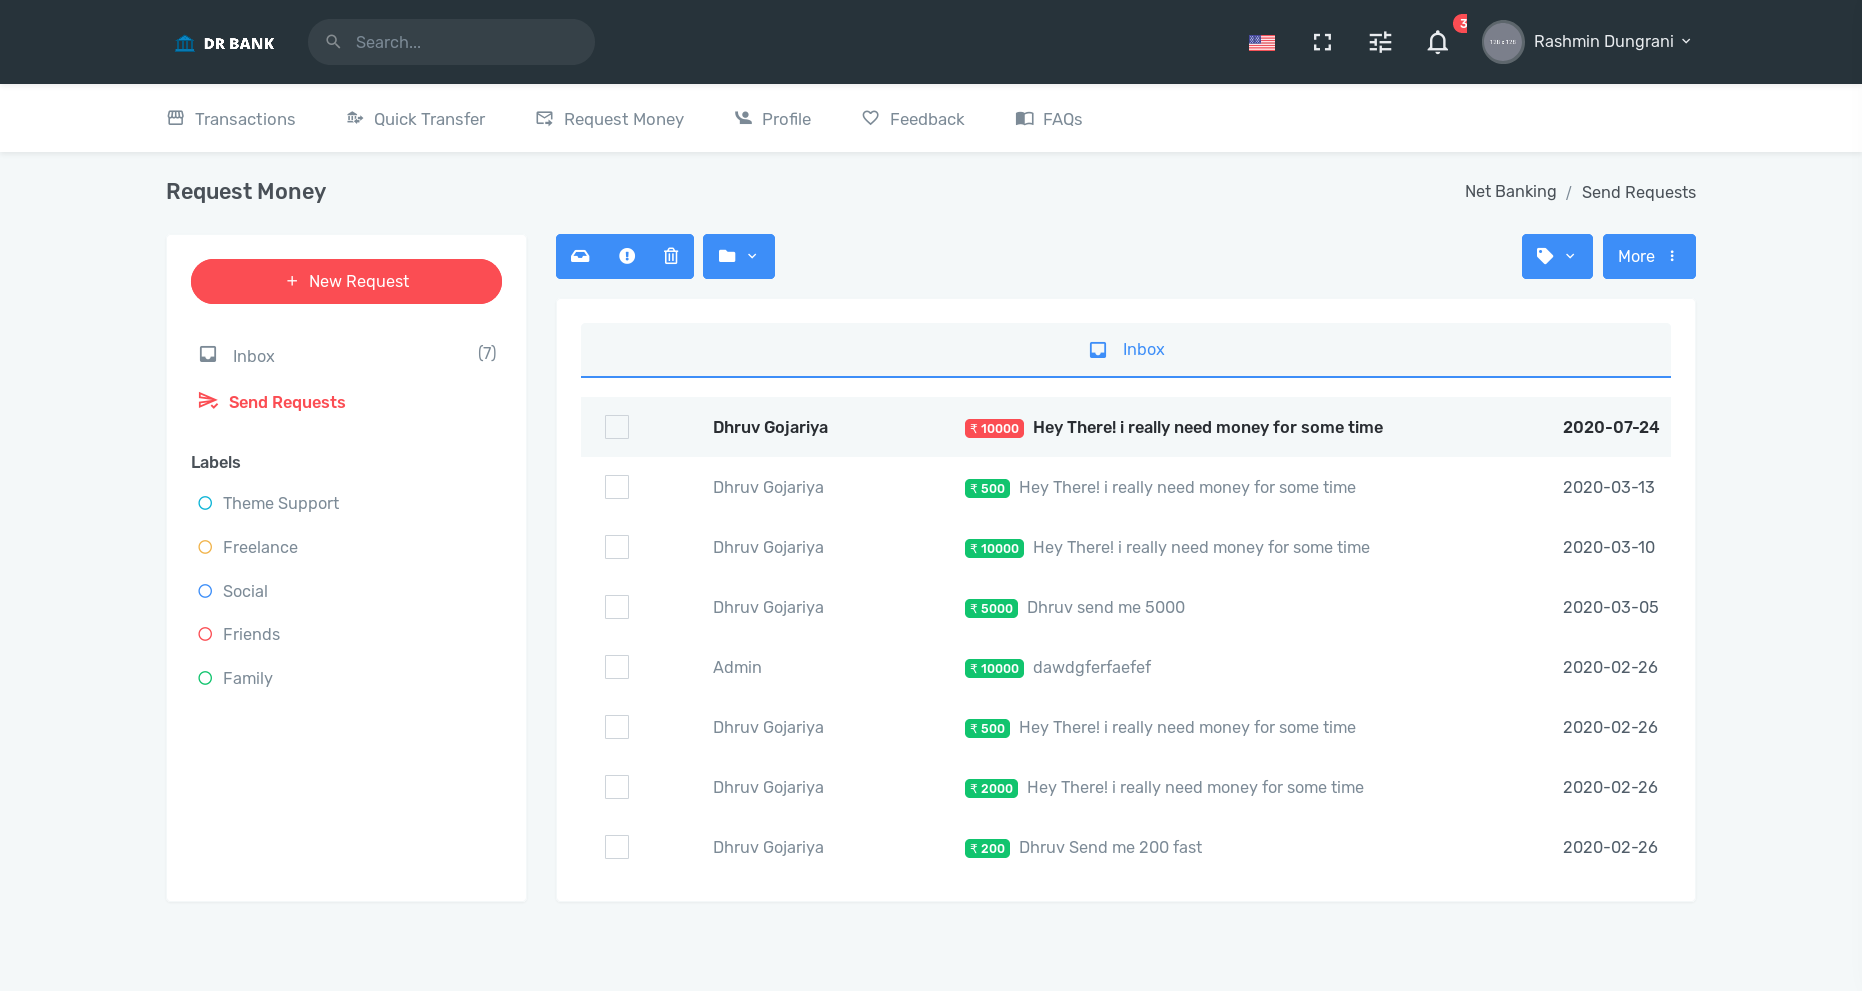 DR BANK
Search...
3
128 x 128
Rashmin Dungrani
Transactions
Quick Transfer
Request Money
Profile
Feedback
FAQs
Request Money
Net Banking / Send Requests
New Request
More
Inbox (7)
Send Requests
Labels
Theme Support
Freelance
Social
Friends
Family
Inbox
Dhruv Gojariya ₹ 10000 Hey There! i really need money for some time 2020-07-24
Dhruv Gojariya ₹ 500 Hey There! i really need money for some time 2020-03-13
Dhruv Gojariya ₹ 10000 Hey There! i really need money for some time 2020-03-10
Dhruv Gojariya ₹ 5000 Dhruv send me 5000 2020-03-05
Admin ₹ 10000 dawdgferfaefef 2020-02-26
Dhruv Gojariya ₹ 500 Hey There! i really need money for some time 2020-02-26
Dhruv Gojariya ₹ 2000 Hey There! i really need money for some time 2020-02-26
Dhruv Gojariya ₹ 200 Dhruv Send me 200 fast 2020-02-26